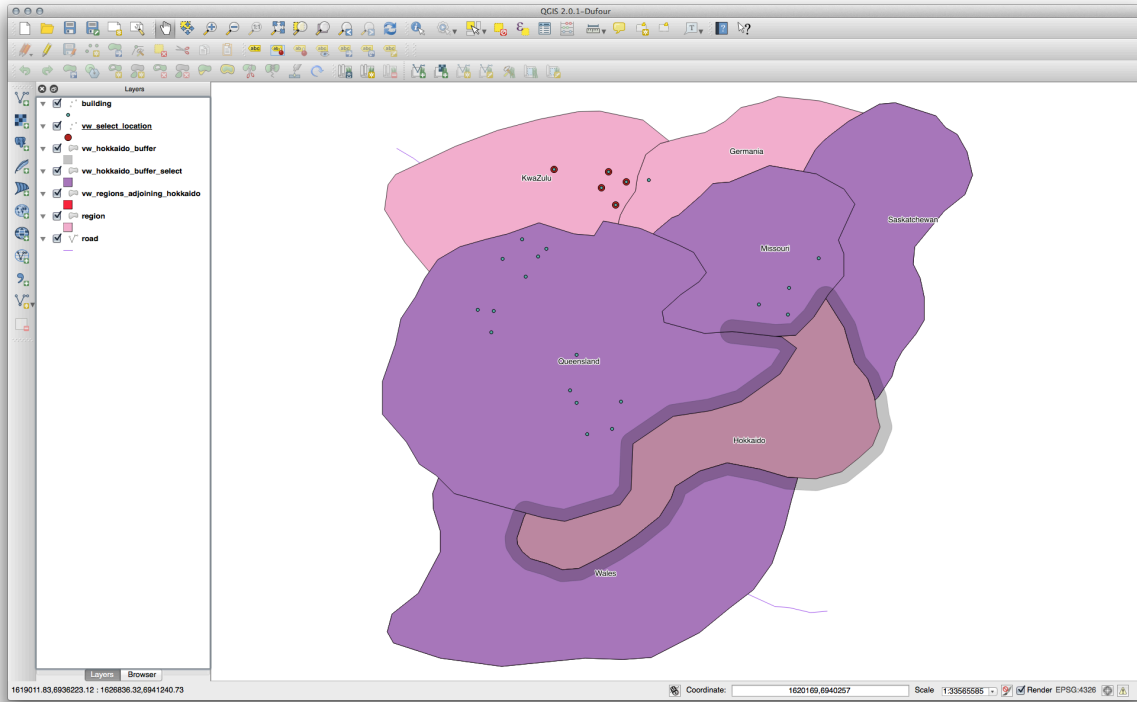 QGIS 2.0.1-Dufour
Layers
building
vw_select_location
vw_hokkaido_buffer
vw_hokkaido_buffer_select
vw_regions_adjoining_hokkaido
region
road
Germania
KwaZulu
Saskatchewan
Missouri
Queensland
Hokkaido
Wales
Layers Browser
1619011.83,6936223.12 : 1626836.32,6941240.73 Coordinate: 1620169,6940257 Scale 1:33565585 Render EPSG:4326